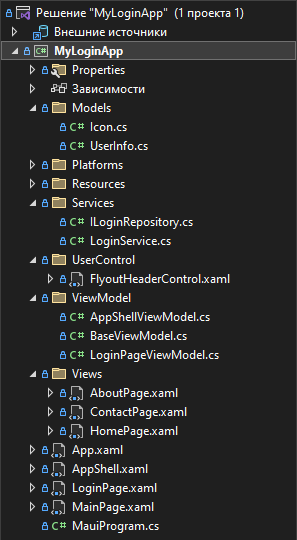 Решение "MyLoginApp" (1 проекта 1)
Внешние источники
C# MyLoginApp
Properties
Зависимости
Models
C# Icon.cs
C# UserInfo.cs
Platforms
Resources
Services
C# ILoginRepository.cs
C# LoginService.cs
UserControl
FlyoutHeaderControl.xaml
ViewModel
C# AppShellViewModel.cs
C# BaseViewModel.cs
C# LoginPageViewModel.cs
Views
AboutPage.xaml
ContactPage.xaml
HomePage.xaml
App.xaml
AppShell.xaml
LoginPage.xaml
MainPage.xaml
C# MauiProgram.cs